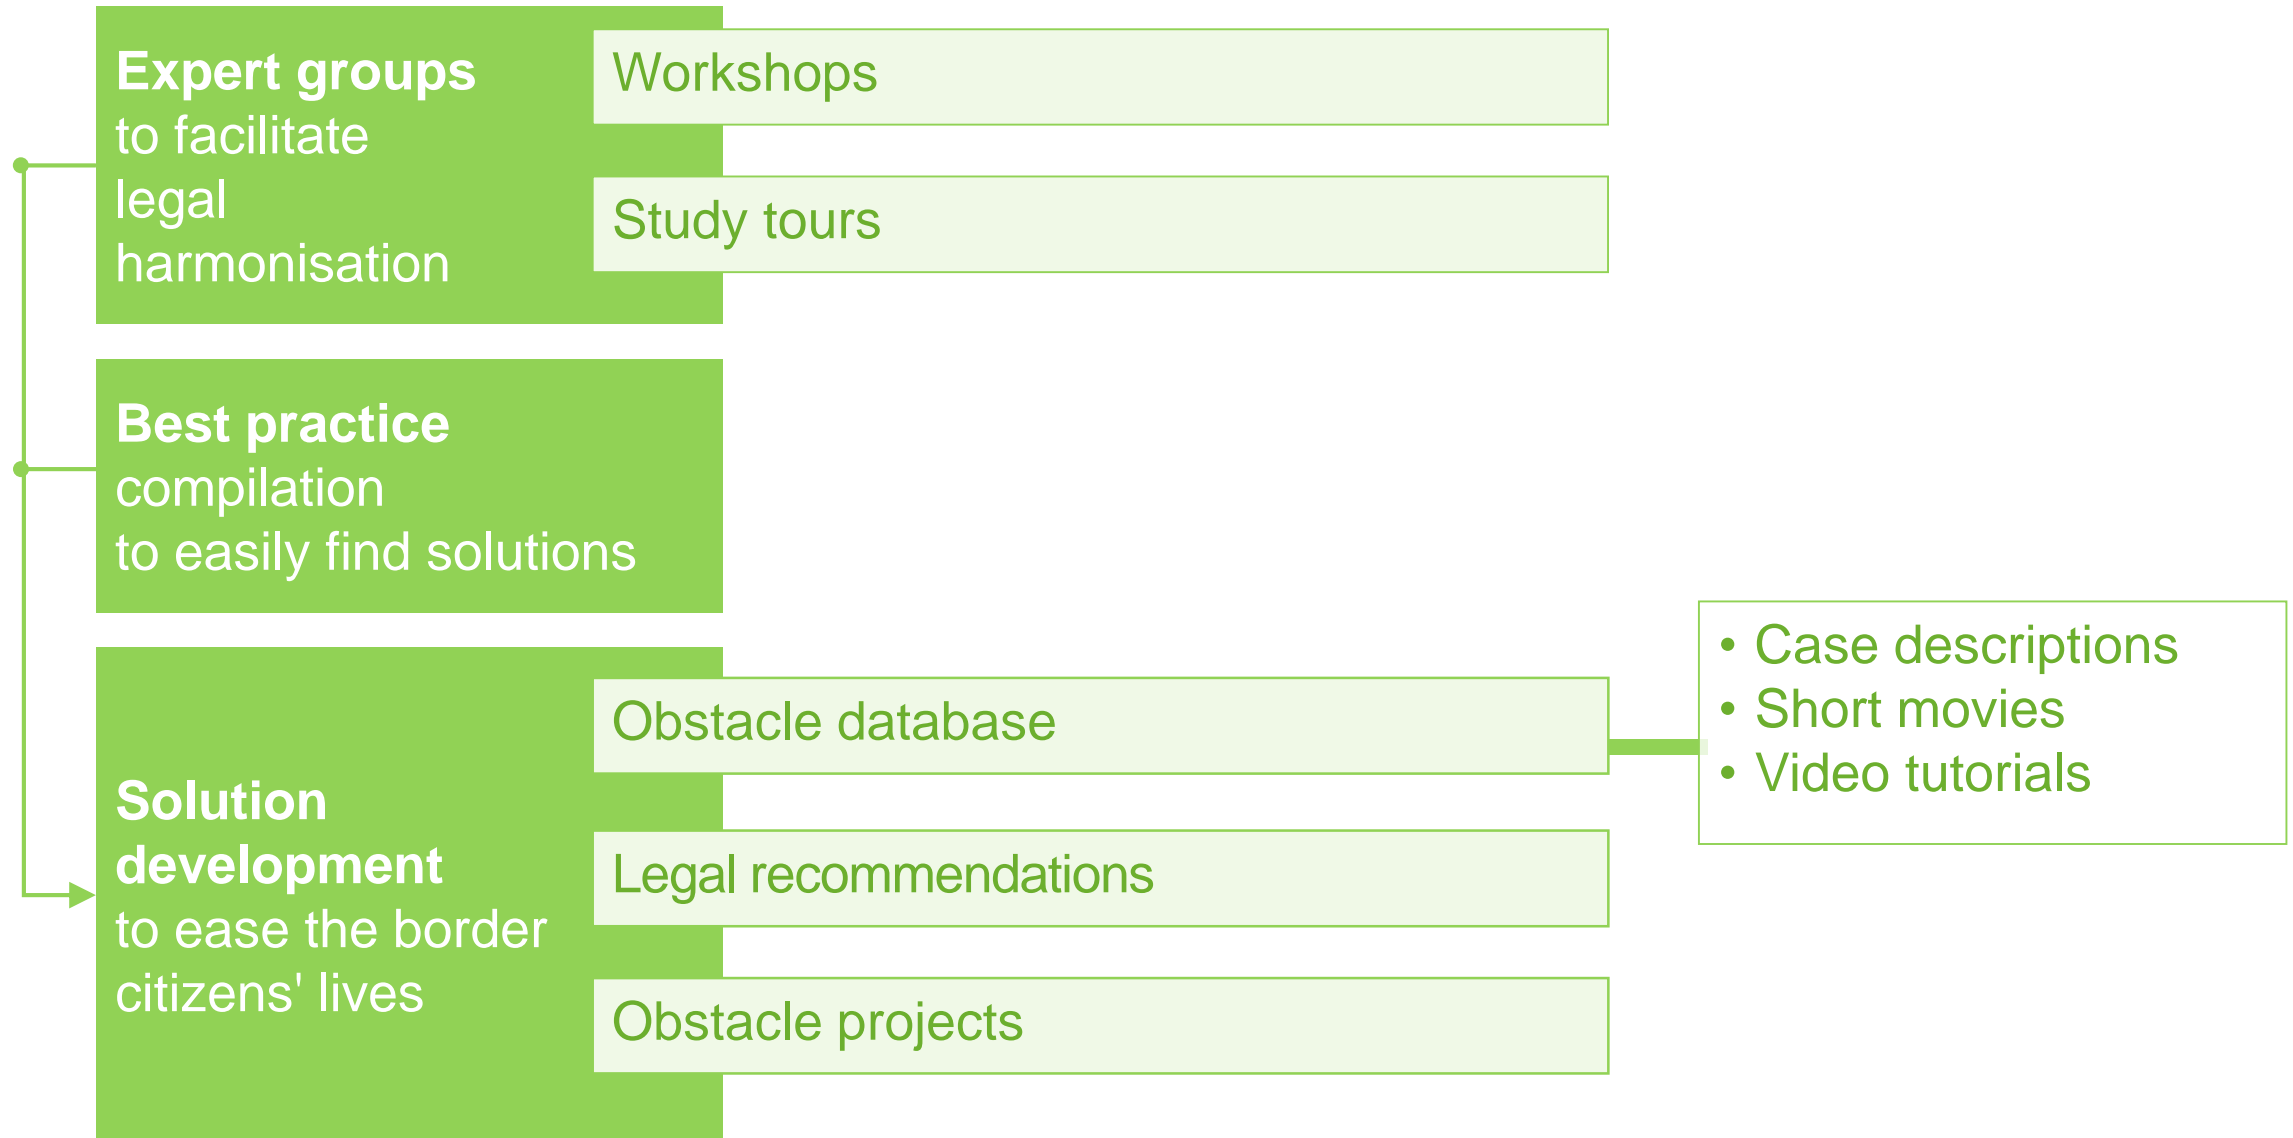 Expert groups
to facilitate
legal
harmonisation
Workshops
Study tours
Best practice
compilation
to easily find solutions
Solution
development
to ease the border
citizens' lives
Obstacle database
Legal recommendations
Obstacle projects
• Case descriptions
• Short movies
• Video tutorials